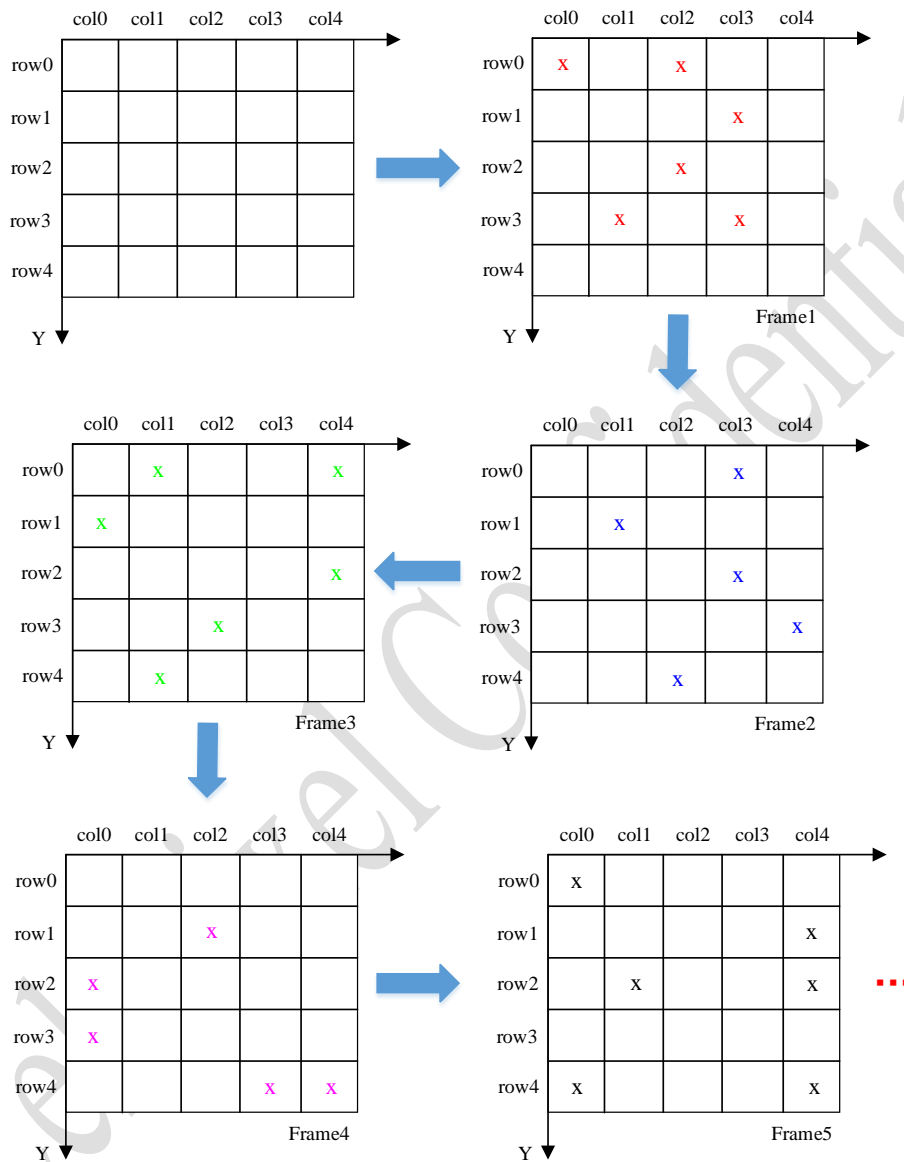 col0 col1 col2 col3 col4
row0
row1
row2
row3
row4
Y
col0 col1 col2 col3 col4
row0 x x
row1 x
row2 x
row3 x x
row4
Frame1
Y
col0 col1 col2 col3 col4
row0 x x
row1 x
row2 x
row3 x
row4 x
Frame3
Y
col0 col1 col2 col3 col4
row0 x
row1 x
row2 x
row3 x
row4 x
Frame2
Y
col0 col1 col2 col3 col4
row0
row1 x
row2 x
row3 x
row4 x x
Frame4
Y
col0 col1 col2 col3 col4
row0 x
row1 x
row2 x x
row3
row4 x x
Frame5
Y